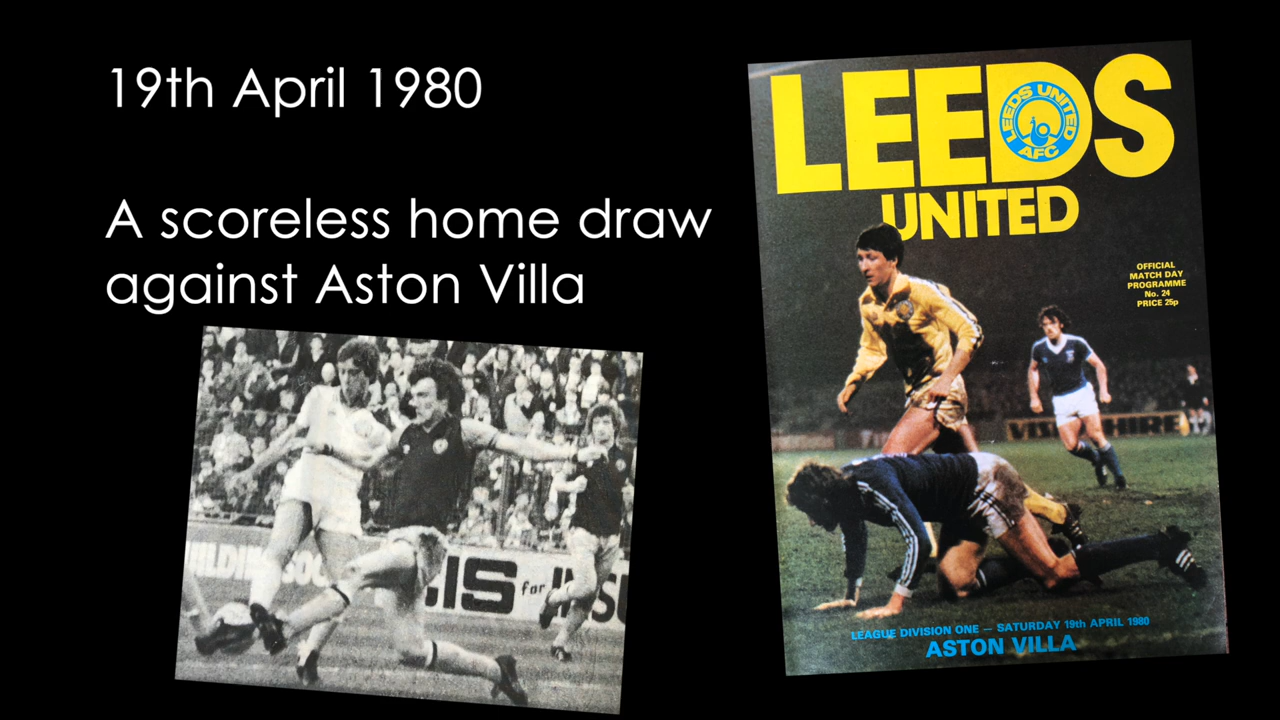 19th April 1980
A scoreless home draw
against Aston Villa
LEEDS
LEEDS UNITED
AFC
UNITED
OFFICIAL
MATCH DAY
PROGRAMME
No. 24
PRICE 25p
LEAGUE DIVISION ONE — SATURDAY 19th APRIL 1980
ASTON VILLA
for